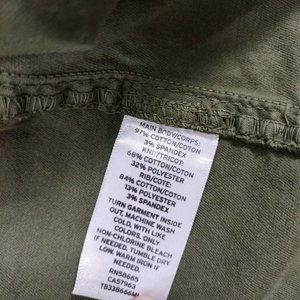 MAIN BODY/CORPS:
97% COTTON/COTON
3% SPANDEX
KNIT/TRICOT:
68% COTTON/COTON
32% POLYESTER
RIB/COTE:
84% COTTON/COTON
13% POLYESTER
3% SPANDEX
TURN GARMENT INSIDE
OUT, MACHINE WASH
COLD, WITH LIKE
COLORS. ONLY
NON-CHLORINE BLEACH
IF NEEDED. TUMBLE DRY
LOW. WARM IRON IF
NEEDED.
RN58665
CA57963
TB338666MI